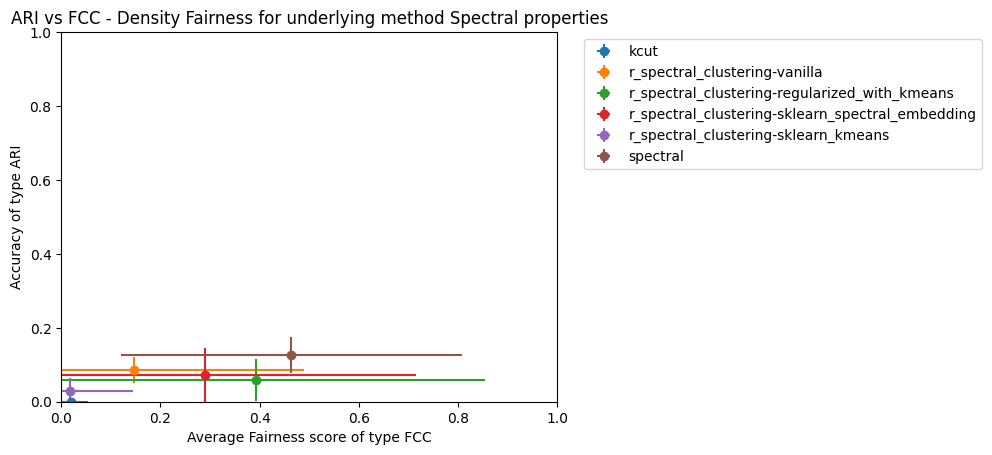 ARI vs FCC - Density Fairness for underlying method Spectral properties
1.0
0.8
0.6
0.4
0.2
0.0
Accuracy of type ARI
0.0 0.2 0.4 0.6 0.8 1.0
Average Fairness score of type FCC
kcut
r_spectral_clustering-vanilla
r_spectral_clustering-regularized_with_kmeans
r_spectral_clustering-sklearn_spectral_embedding
r_spectral_clustering-sklearn_kmeans
spectral